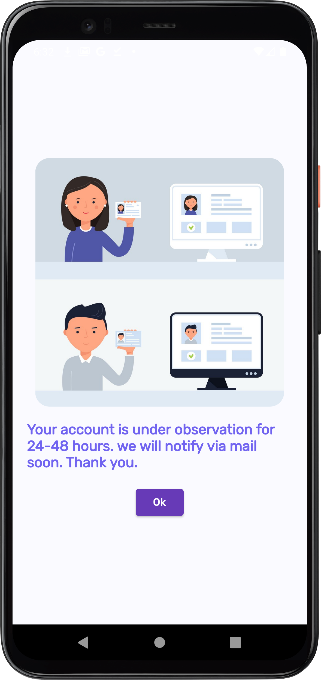 Your account is under observation for
24-48 hours. we will notify via mail
soon. Thank you.
Ok